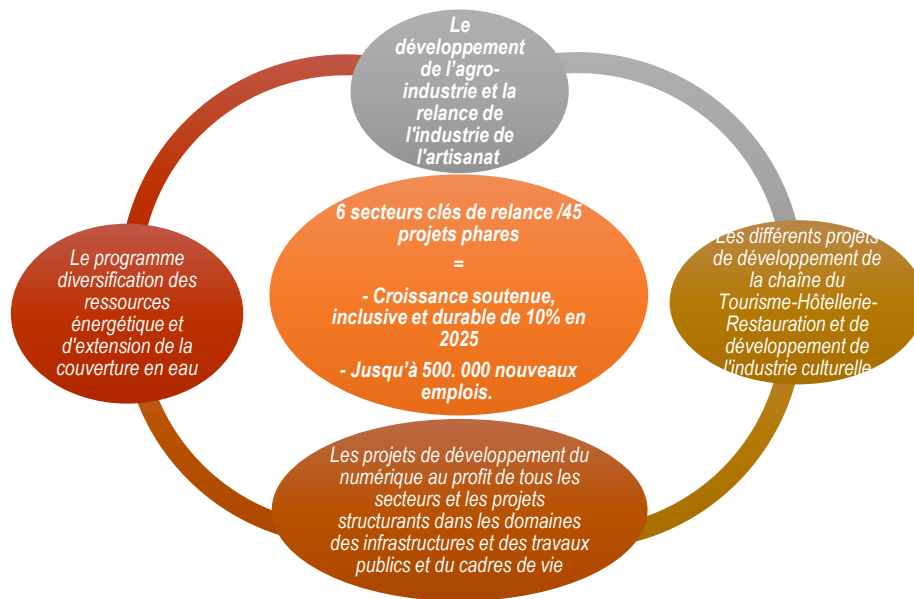 Le
développement
de l’agro-
industrie et la
relance de
l'industrie de
l'artisanat
6 secteurs clés de relance /45
projets phares
=
- Croissance soutenue,
inclusive et durable de 10% en
2025
- Jusqu’à 500. 000 nouveaux
emplois.
Les différents projets
de développement de
la chaîne du
Tourisme-Hôtellerie-
Restauration et de
développement de
l'industrie culturelle
Les projets de développement du
numérique au profit de tous les
secteurs et les projets
structurants dans les domaines
des infrastructures et des travaux
publics et du cadres de vie
Le programme
diversification des
ressources
énergétique et
d'extension de la
couverture en eau